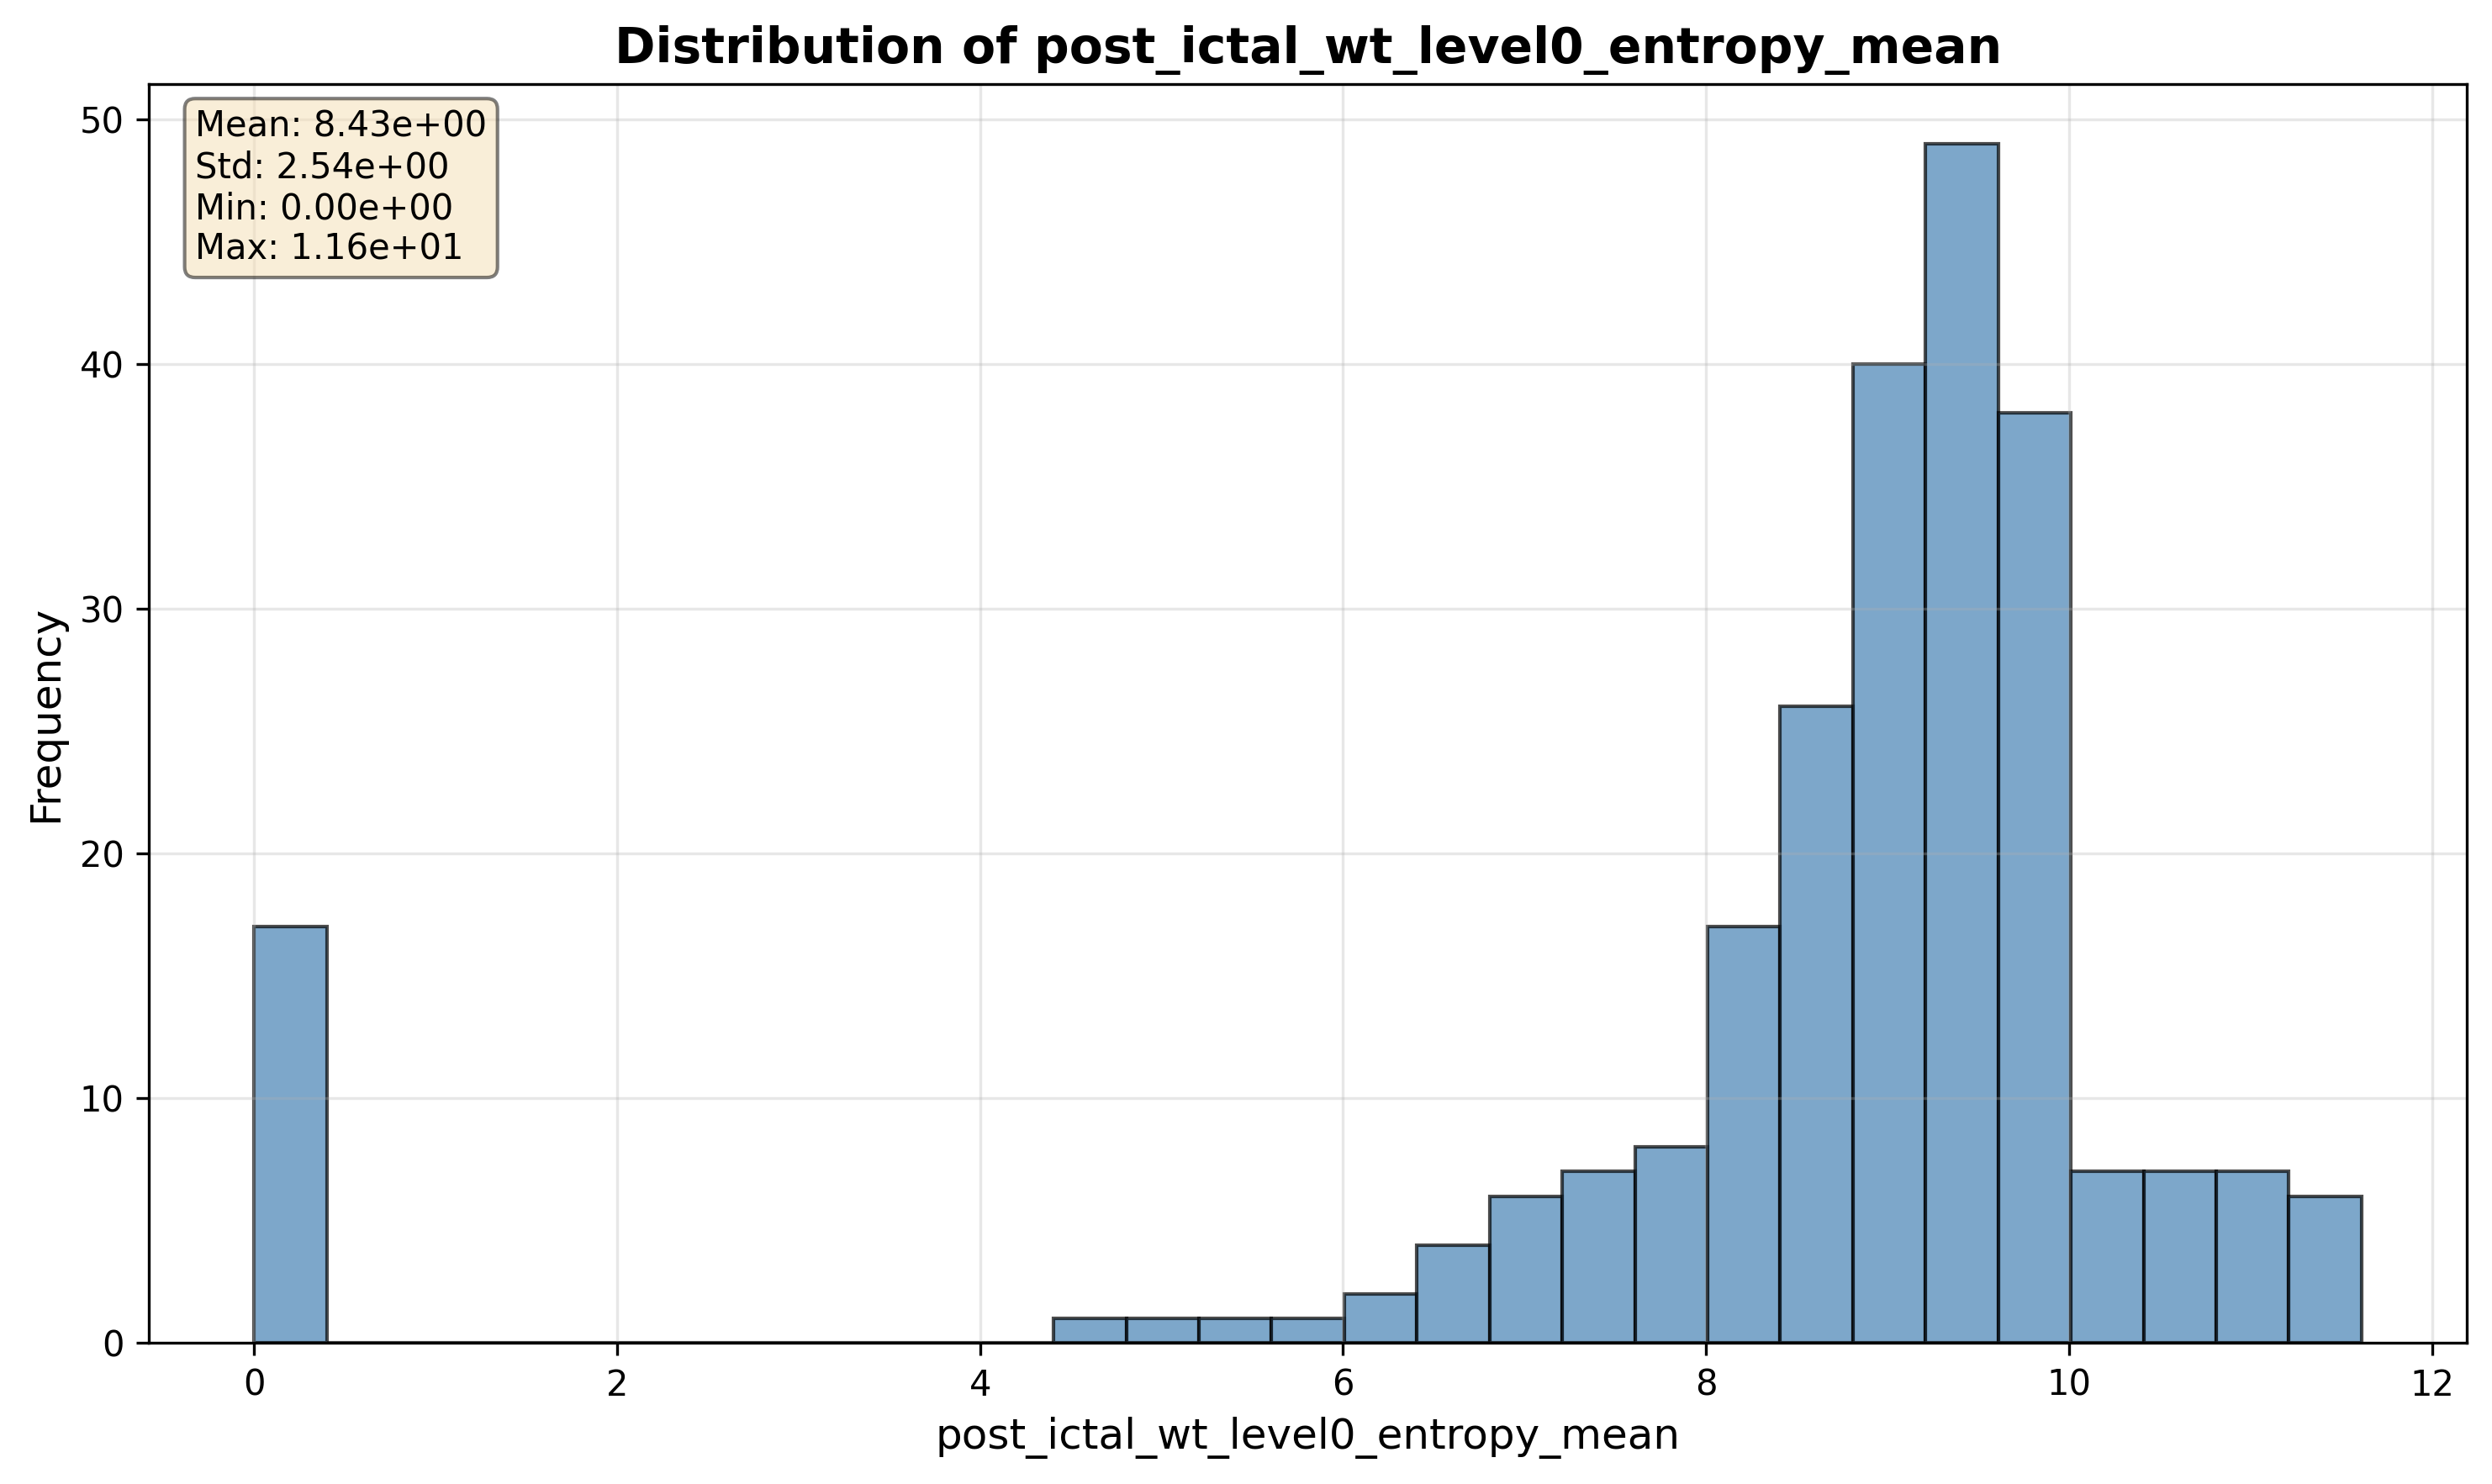 Distribution of post_ictal_wt_level0_entropy_mean
Mean: 8.43e+00
Std: 2.54e+00
Min: 0.00e+00
Max: 1.16e+01
50
40
30
20
10
0
Frequency
0 2 4 6 8 10 12
post_ictal_wt_level0_entropy_mean